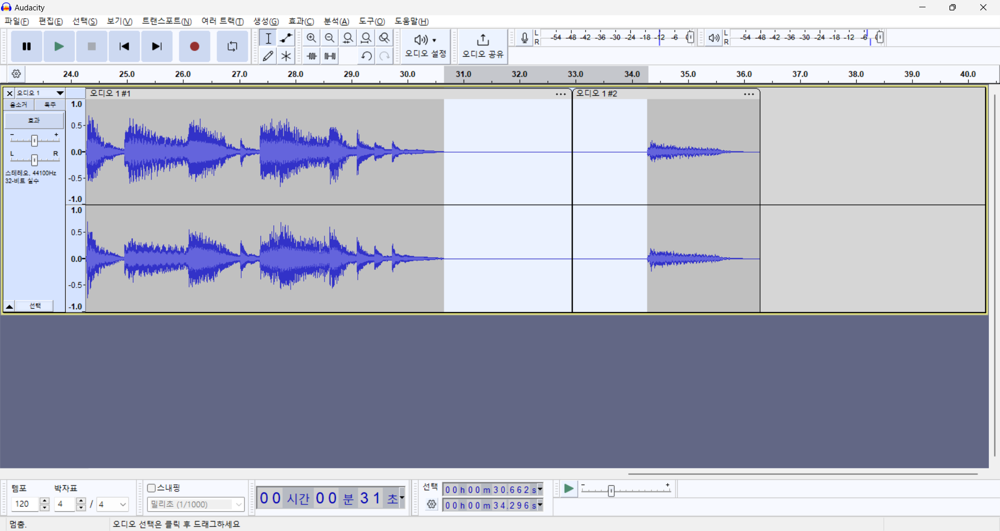 Audacity
파일(F) 편집(E) 선택(S) 보기(V) 트랜스포트(N) 여러 트랙(T) 생성(G) 효과(C) 분석(A) 도구(O) 도움말(H)
오디오 설정
오디오 공유
L
R
-54 -48 -42 -36 -30 -24 -18 -12 -6 0
L
R
-54 -48 -42 -36 -30 -24 -18 -12 -6 0
24.0 25.0 26.0 27.0 28.0 29.0 30.0 31.0 32.0 33.0 34.0 35.0 36.0 37.0 38.0 39.0 40.0
오디오 1
오디오 1 #1
오디오 1 #2
음소거 독주
효과
- +
L R
스테레오, 44100Hz
32-비트 실수
선택
1.0
0.5
0.0
-0.5
-1.0
1.0
0.5
0.0
-0.5
-1.0
템포 박자표
120 4 / 4
스내핑
밀리초 (1/1000)
00 시간 00 분 31 초
선택
00h00m30.662s
00h00m34.296s
- +
멈춤.
오디오 선택은 클릭 후 드래그하세요